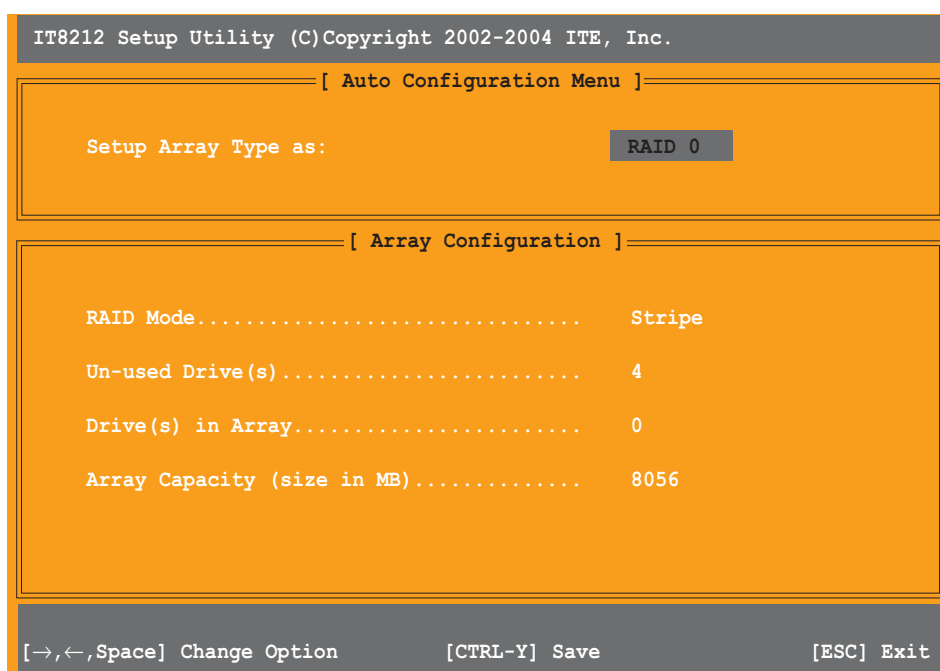 IT8212 Setup Utility (C)Copyright 2002-2004 ITE, Inc.
[ Auto Configuration Menu ]
Setup Array Type as: RAID 0
[ Array Configuration ]
RAID Mode................................ Stripe
Un-used Drive(s)......................... 4
Drive(s) in Array........................ 0
Array Capacity (size in MB).............. 8056
[→,←,Space] Change Option [CTRL-Y] Save [ESC] Exit